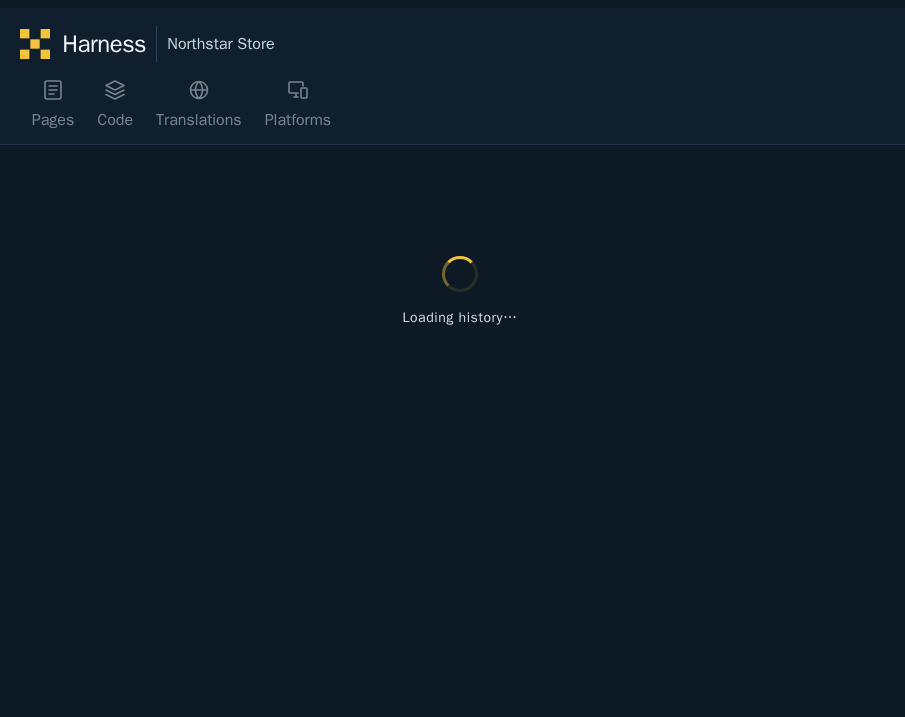 Harness
Northstar Store
Pages
Code
Translations
Platforms
Loading history···